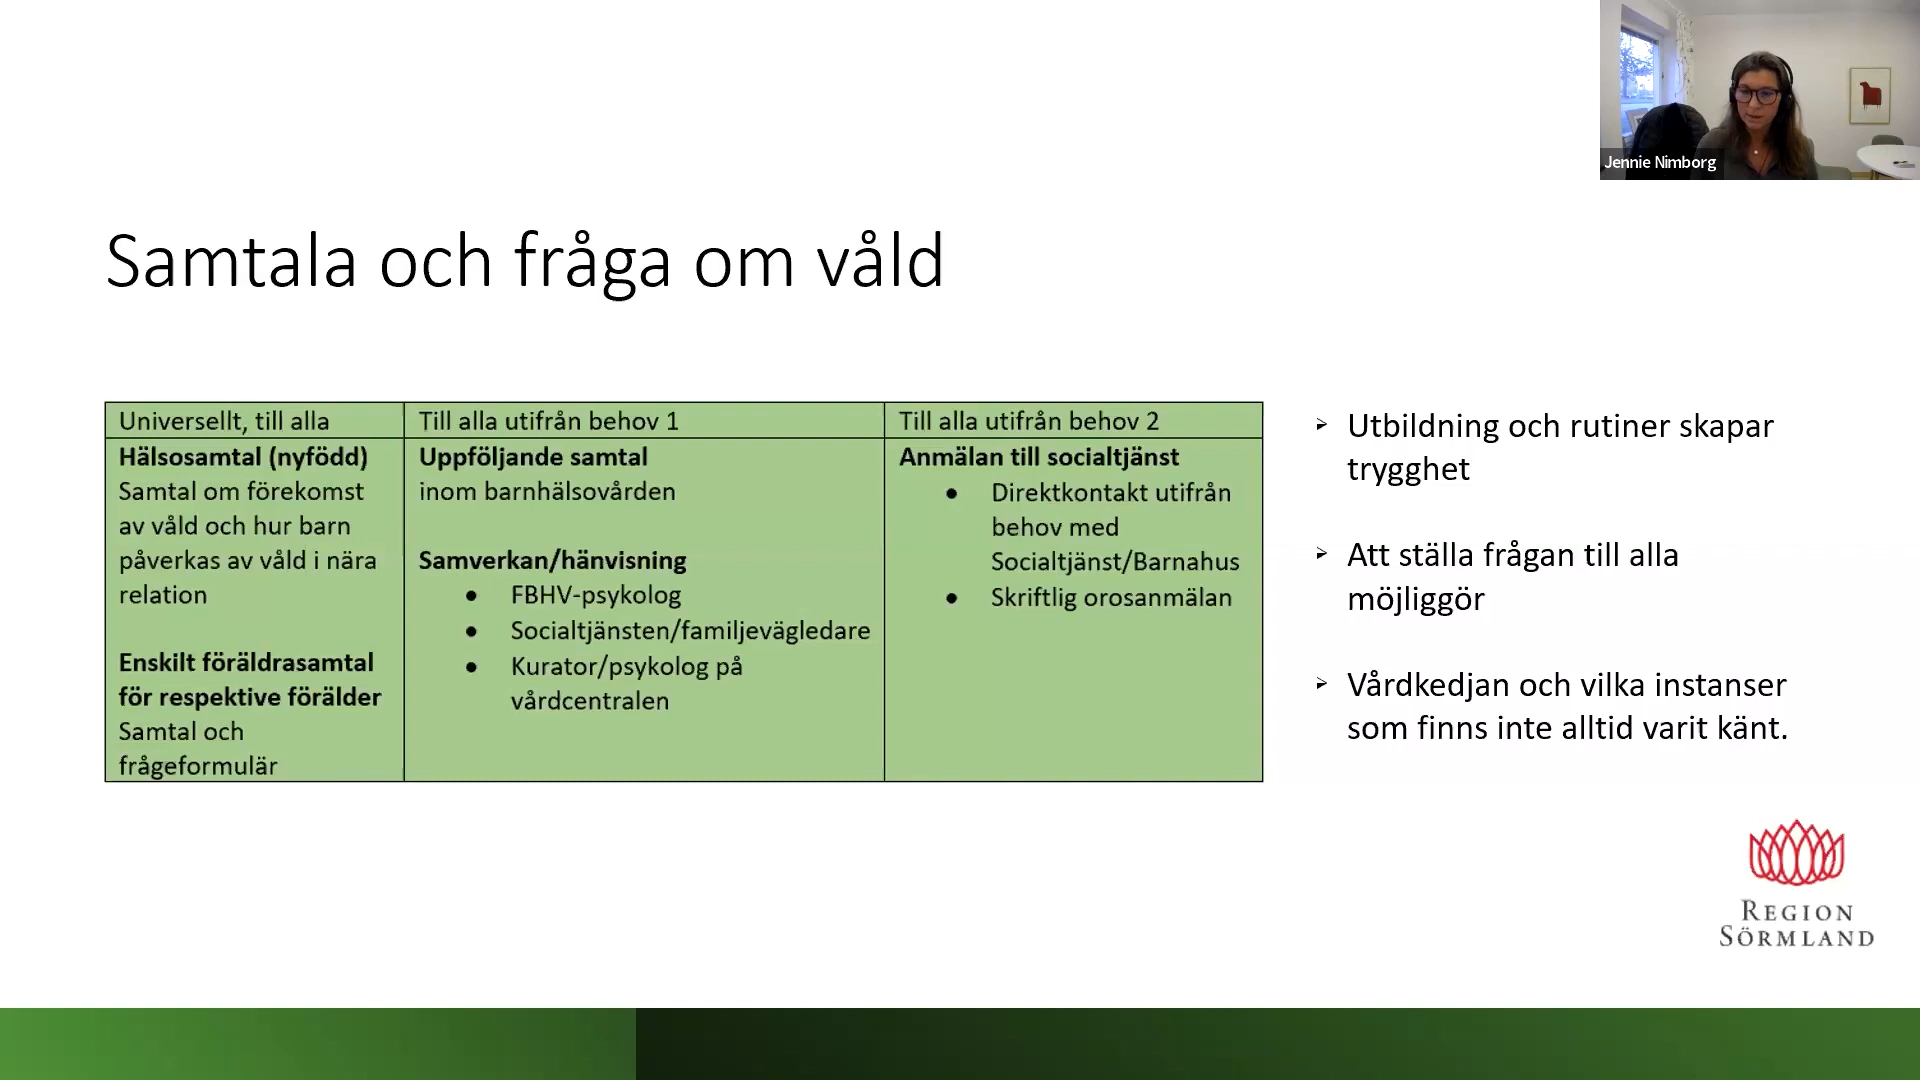 Jennie Nimborg
Samtala och fråga om våld
Universellt, till alla
Hälsosamtal (nyfödd)
Samtal om förekomst
av våld och hur barn
påverkas av våld i nära
relation
Enskilt föräldrasamtal
för respektive förälder
Samtal och
frågeformulär
Till alla utifrån behov 1
Uppföljande samtal
inom barnhälsovården
Samverkan/hänvisning
• FBHV-psykolog
• Socialtjänsten/familjevägledare
• Kurator/psykolog på
vårdcentralen
Till alla utifrån behov 2
Anmälan till socialtjänst
• Direktkontakt utifrån
behov med
Socialtjänst/Barnahus
• Skriftlig orosanmälan
➢ Utbildning och rutiner skapar
trygghet
➢ Att ställa frågan till alla
möjliggör
➢ Vårdkedjan och vilka instanser
som finns inte alltid varit känt.
REGION
SÖRMLAND